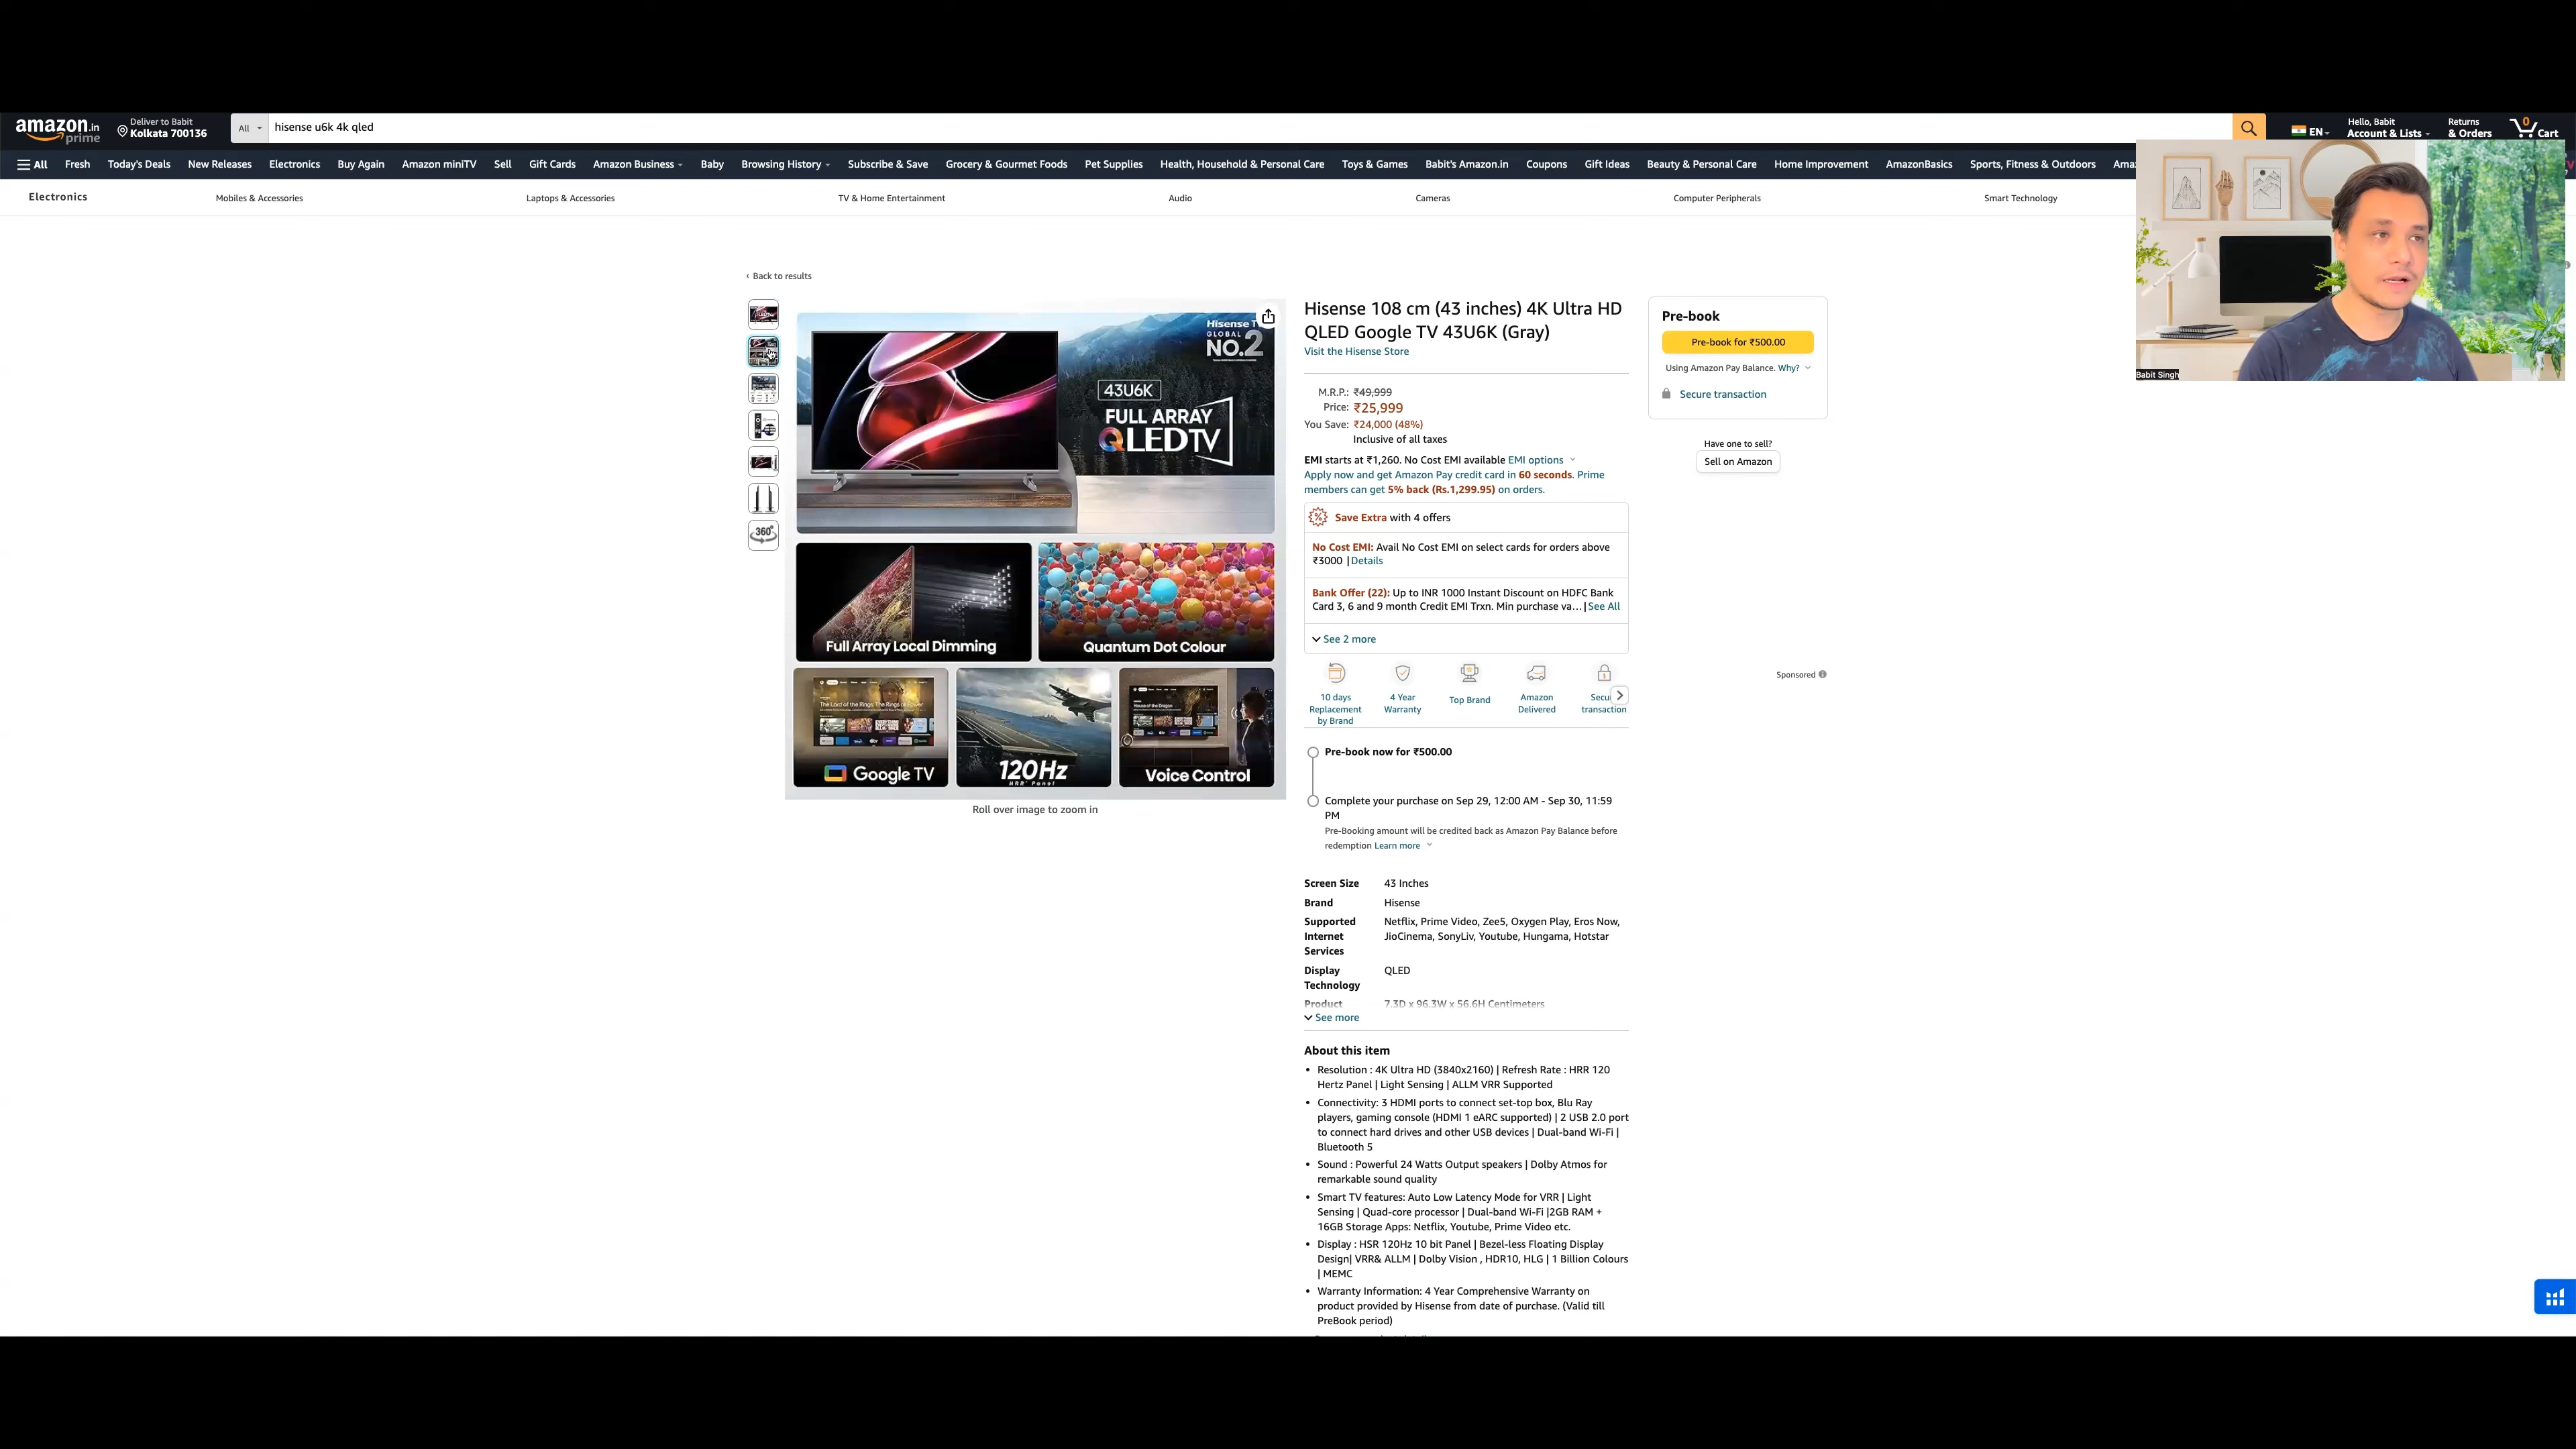 amazon.in
prime
Deliver to Babit
Kolkata 700136
All
hisense u6k 4k qled
EN
Hello, Babit
Account & Lists
Returns
& Orders
0
Cart
All
Fresh
Today's Deals
New Releases
Electronics
Buy Again
Amazon miniTV
Sell
Gift Cards
Amazon Business
Baby
Browsing History
Subscribe & Save
Grocery & Gourmet Foods
Pet Supplies
Health, Household & Personal Care
Toys & Games
Babit's Amazon.in
Coupons
Gift Ideas
Beauty & Personal Care
Home Improvement
AmazonBasics
Sports, Fitness & Outdoors
Electronics
Mobiles & Accessories
Laptops & Accessories
TV & Home Entertainment
Audio
Cameras
Computer Peripherals
Smart Technology
Babit Singh
‹ Back to results
360°
Hisense T
GLOBAL
NO.2
43U6K
FULL ARRAY
QLED TV
Full Array Local Dimming
Quantum Dot Colour
Google TV
120Hz
HRR Panel
Voice Control
Roll over image to zoom in
Hisense 108 cm (43 inches) 4K Ultra HD
QLED Google TV 43U6K (Gray)
Visit the Hisense Store
M.R.P.: ₹49,999
Price: ₹25,999
You Save: ₹24,000 (48%)
Inclusive of all taxes
EMI starts at ₹1,260. No Cost EMI available EMI options
Apply now and get Amazon Pay credit card in 60 seconds. Prime
members can get 5% back (Rs.1,299.95) on orders.
Save Extra with 4 offers
No Cost EMI: Avail No Cost EMI on select cards for orders above
₹3000 | Details
Bank Offer (22): Up to INR 1000 Instant Discount on HDFC Bank
Card 3, 6 and 9 month Credit EMI Trxn. Min purchase va… | See All
See 2 more
10 days
Replacement
by Brand
4 Year
Warranty
Top Brand
Amazon
Delivered
Secu
transaction
Pre-book now for ₹500.00
Complete your purchase on Sep 29, 12:00 AM - Sep 30, 11:59
PM
Pre-Booking amount will be credited back as Amazon Pay Balance before
redemption Learn more
Screen Size 43 Inches
Brand Hisense
Supported Netflix, Prime Video, Zee5, Oxygen Play, Eros Now,
Internet JioCinema, SonyLiv, Youtube, Hungama, Hotstar
Services
Display QLED
Technology
Product 7.3D x 96.3W x 56.6H Centimeters
See more
About this item
• Resolution : 4K Ultra HD (3840x2160) | Refresh Rate : HRR 120
Hertz Panel | Light Sensing | ALLM VRR Supported
• Connectivity: 3 HDMI ports to connect set-top box, Blu Ray
players, gaming console (HDMI 1 eARC supported) | 2 USB 2.0 port
to connect hard drives and other USB devices | Dual-band Wi-Fi |
Bluetooth 5
• Sound : Powerful 24 Watts Output speakers | Dolby Atmos for
remarkable sound quality
• Smart TV features: Auto Low Latency Mode for VRR | Light
Sensing | Quad-core processor | Dual-band Wi-Fi |2GB RAM +
16GB Storage Apps: Netflix, Youtube, Prime Video etc.
• Display : HSR 120Hz 10 bit Panel | Bezel-less Floating Display
Design| VRR& ALLM | Dolby Vision , HDR10, HLG | 1 Billion Colours
| MEMC
• Warranty Information: 4 Year Comprehensive Warranty on
product provided by Hisense from date of purchase. (Valid till
PreBook period)
Pre-book
Pre-book for ₹500.00
Using Amazon Pay Balance. Why?
Secure transaction
Have one to sell?
Sell on Amazon
Sponsored